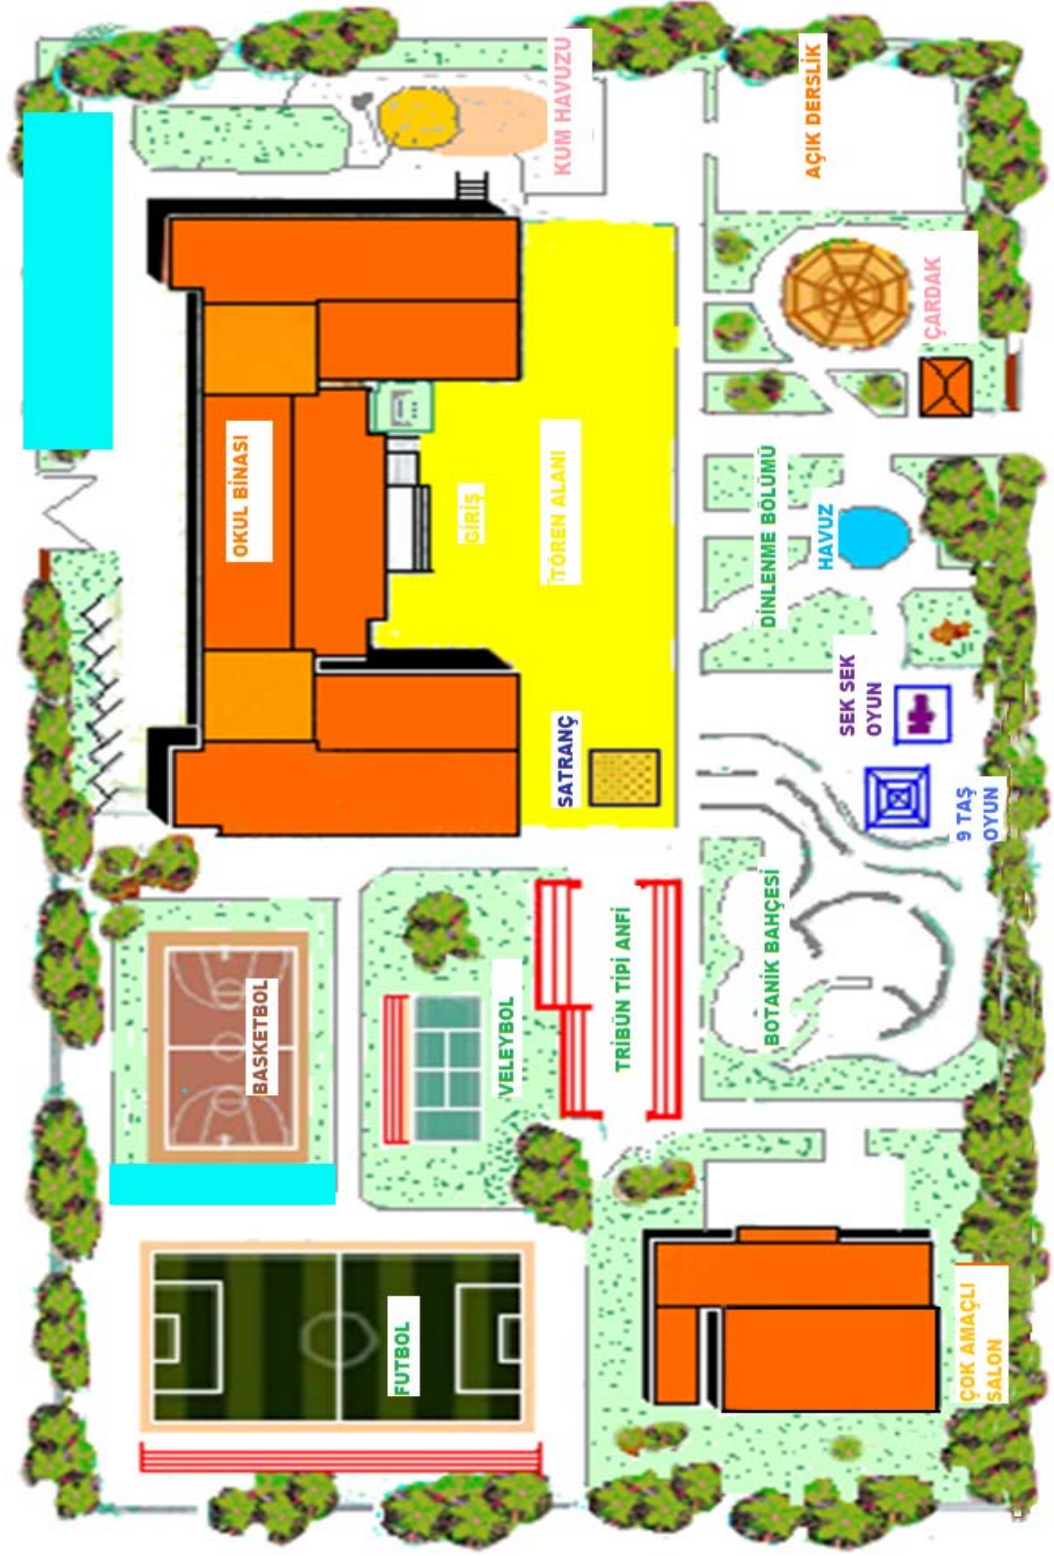 OKUL BİNASI
BASKETBOL
FUTBOL
GİRİŞ
VELEYBOL
TÖREN ALANI
SATRANÇ
KUM HAVUZU
TRİBÜN TİPİ ANFİ
BOTANİK BAHÇESİ
DİNLENME BÖLÜMÜ
AÇIK DERSLİK
HAVUZ
SEK SEK
OYUN
ÇARDAK
9 TAŞ
OYUN
ÇOK AMAÇLI
SALON